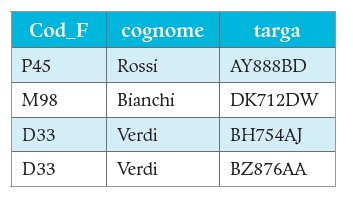 Cod_F cognome targa
P45 Rossi AY888BD
M98 Bianchi DK712DW
D33 Verdi BH754AJ
D33 Verdi BZ876AA